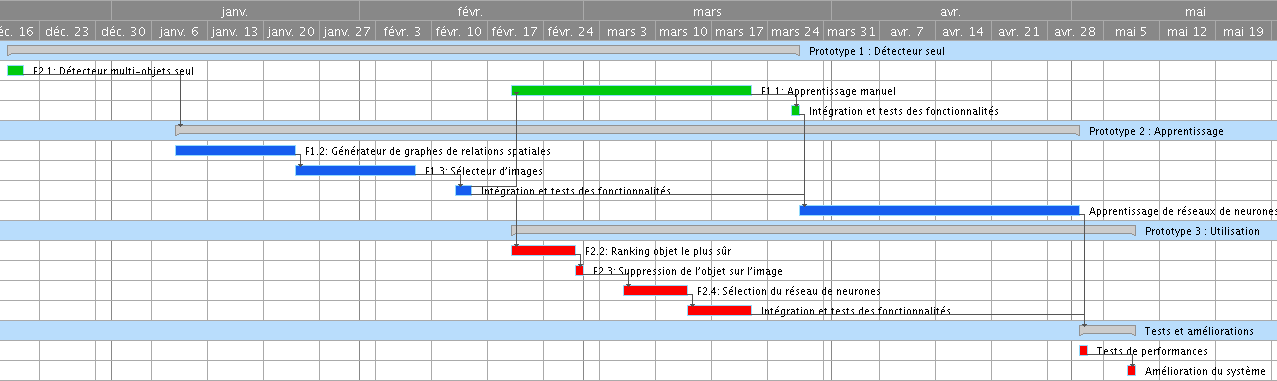 janv. févr. mars avr. mai
éc. 16 déc. 23 déc. 30 janv. 6 janv. 13 janv. 20 janv. 27 févr. 3 févr. 10 févr. 17 févr. 24 mars 3 mars 10 mars 17 mars 24 mars 31 avr. 7 avr. 14 avr. 21 avr. 28 mai 5 mai 12 mai 19
Prototype 1 : Détecteur seul
F2.1: Détecteur multi-objets seul
F1.1: Apprentissage manuel
Intégration et tests des fonctionnalités
Prototype 2 : Apprentissage
F1.2: Générateur de graphes de relations spatiales
F1.3: Sélecteur d'images
Intégration et tests des fonctionnalités
Apprentissage de réseaux de neurones
Prototype 3 : Utilisation
F2.2: Ranking objet le plus sûr
F2.3: Suppression de l'objet sur l'image
F2.4: Sélection du réseau de neurones
Intégration et tests des fonctionnalités
Tests et améliorations
Tests de performances
Amélioration du système